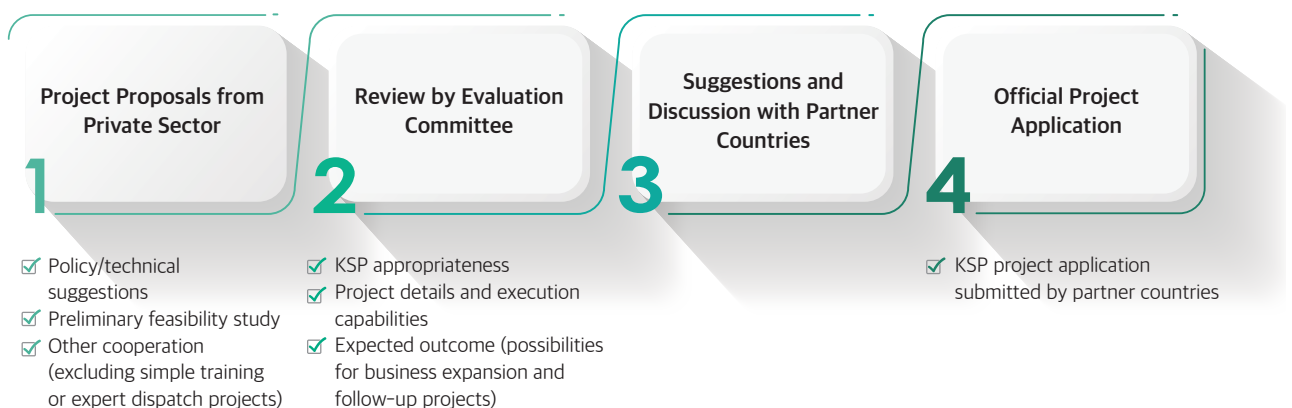 Project Proposals from
Private Sector
1
Policy/technical
suggestions
Preliminary feasibility study
Other cooperation
(excluding simple training
or expert dispatch projects)
Review by Evaluation
Committee
2
KSP appropriateness
Project details and execution
capabilities
Expected outcome (possibilities
for business expansion and
follow-up projects)
Suggestions and
Discussion with Partner
Countries
3
Official Project
Application
4
KSP project application
submitted by partner countries